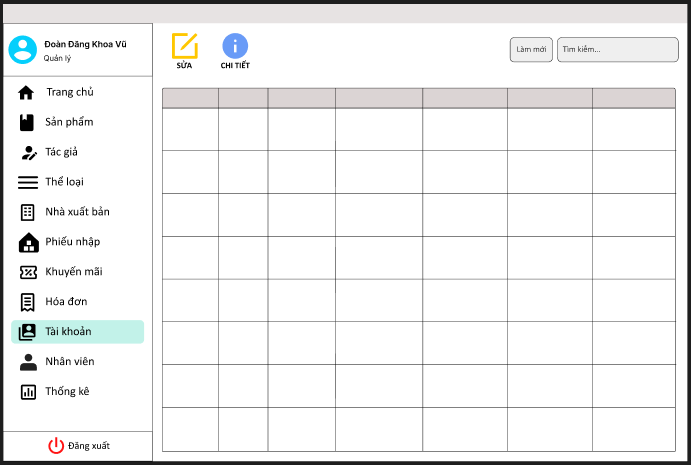 Đoàn Đăng Khoa Vũ
Quản lý
Trang chủ
Sản phẩm
Tác giả
Thể loại
Nhà xuất bản
Phiếu nhập
Khuyến mãi
Hóa đơn
Tài khoản
Nhân viên
Thống kê
Đăng xuất
SỬA
CHI TIẾT
Làm mới
Tìm kiếm...